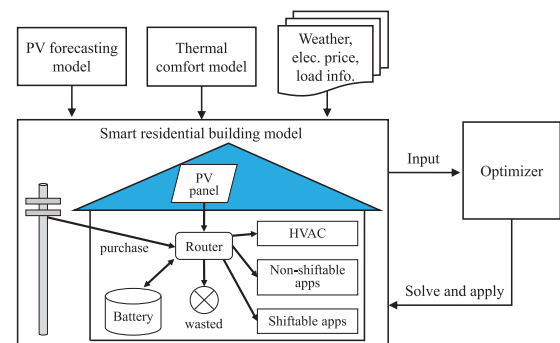 PV forecasting
model
Thermal
comfort model
Weather,
elec. price,
load info.
Smart residential building model
PV
panel
Input
Optimizer
purchase
Router
HVAC
Non-shiftable
apps
Battery
wasted
Shiftable apps
Solve and apply